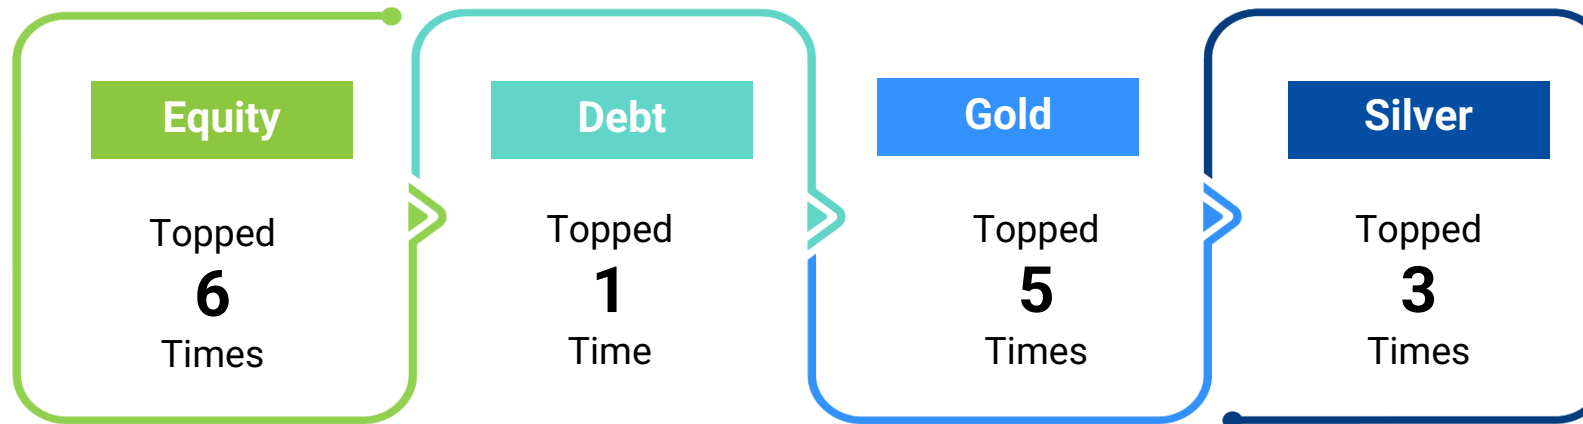 Equity
Topped
6
Times
Debt
Topped
1
Time
Gold
Topped
5
Times
Silver
Topped
3
Times